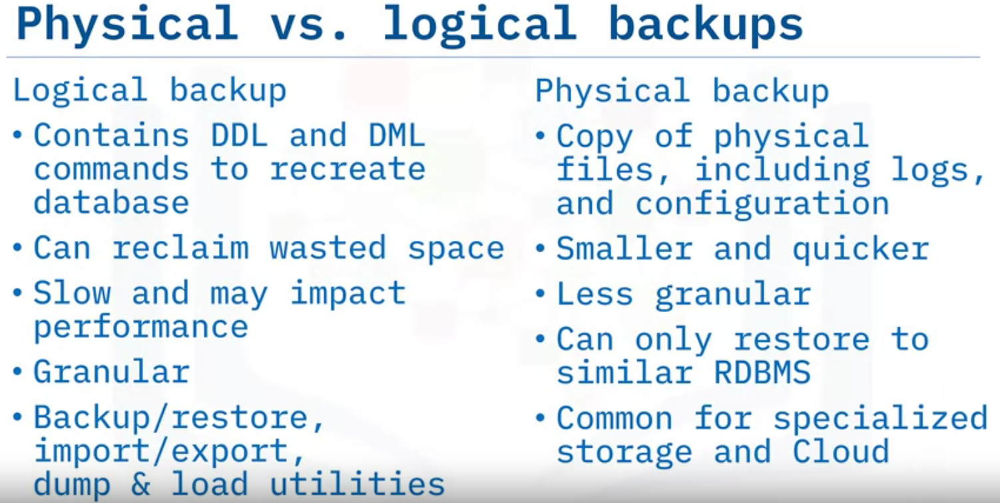 Physical vs. logical backups
Logical backup
• Contains DDL and DML
commands to recreate
database
• Can reclaim wasted space
• Slow and may impact
performance
• Granular
• Backup/restore,
import/export,
dump & load utilities
Physical backup
• Copy of physical
files, including logs,
and configuration
• Smaller and quicker
• Less granular
• Can only restore to
similar RDBMS
• Common for specialized
storage and Cloud